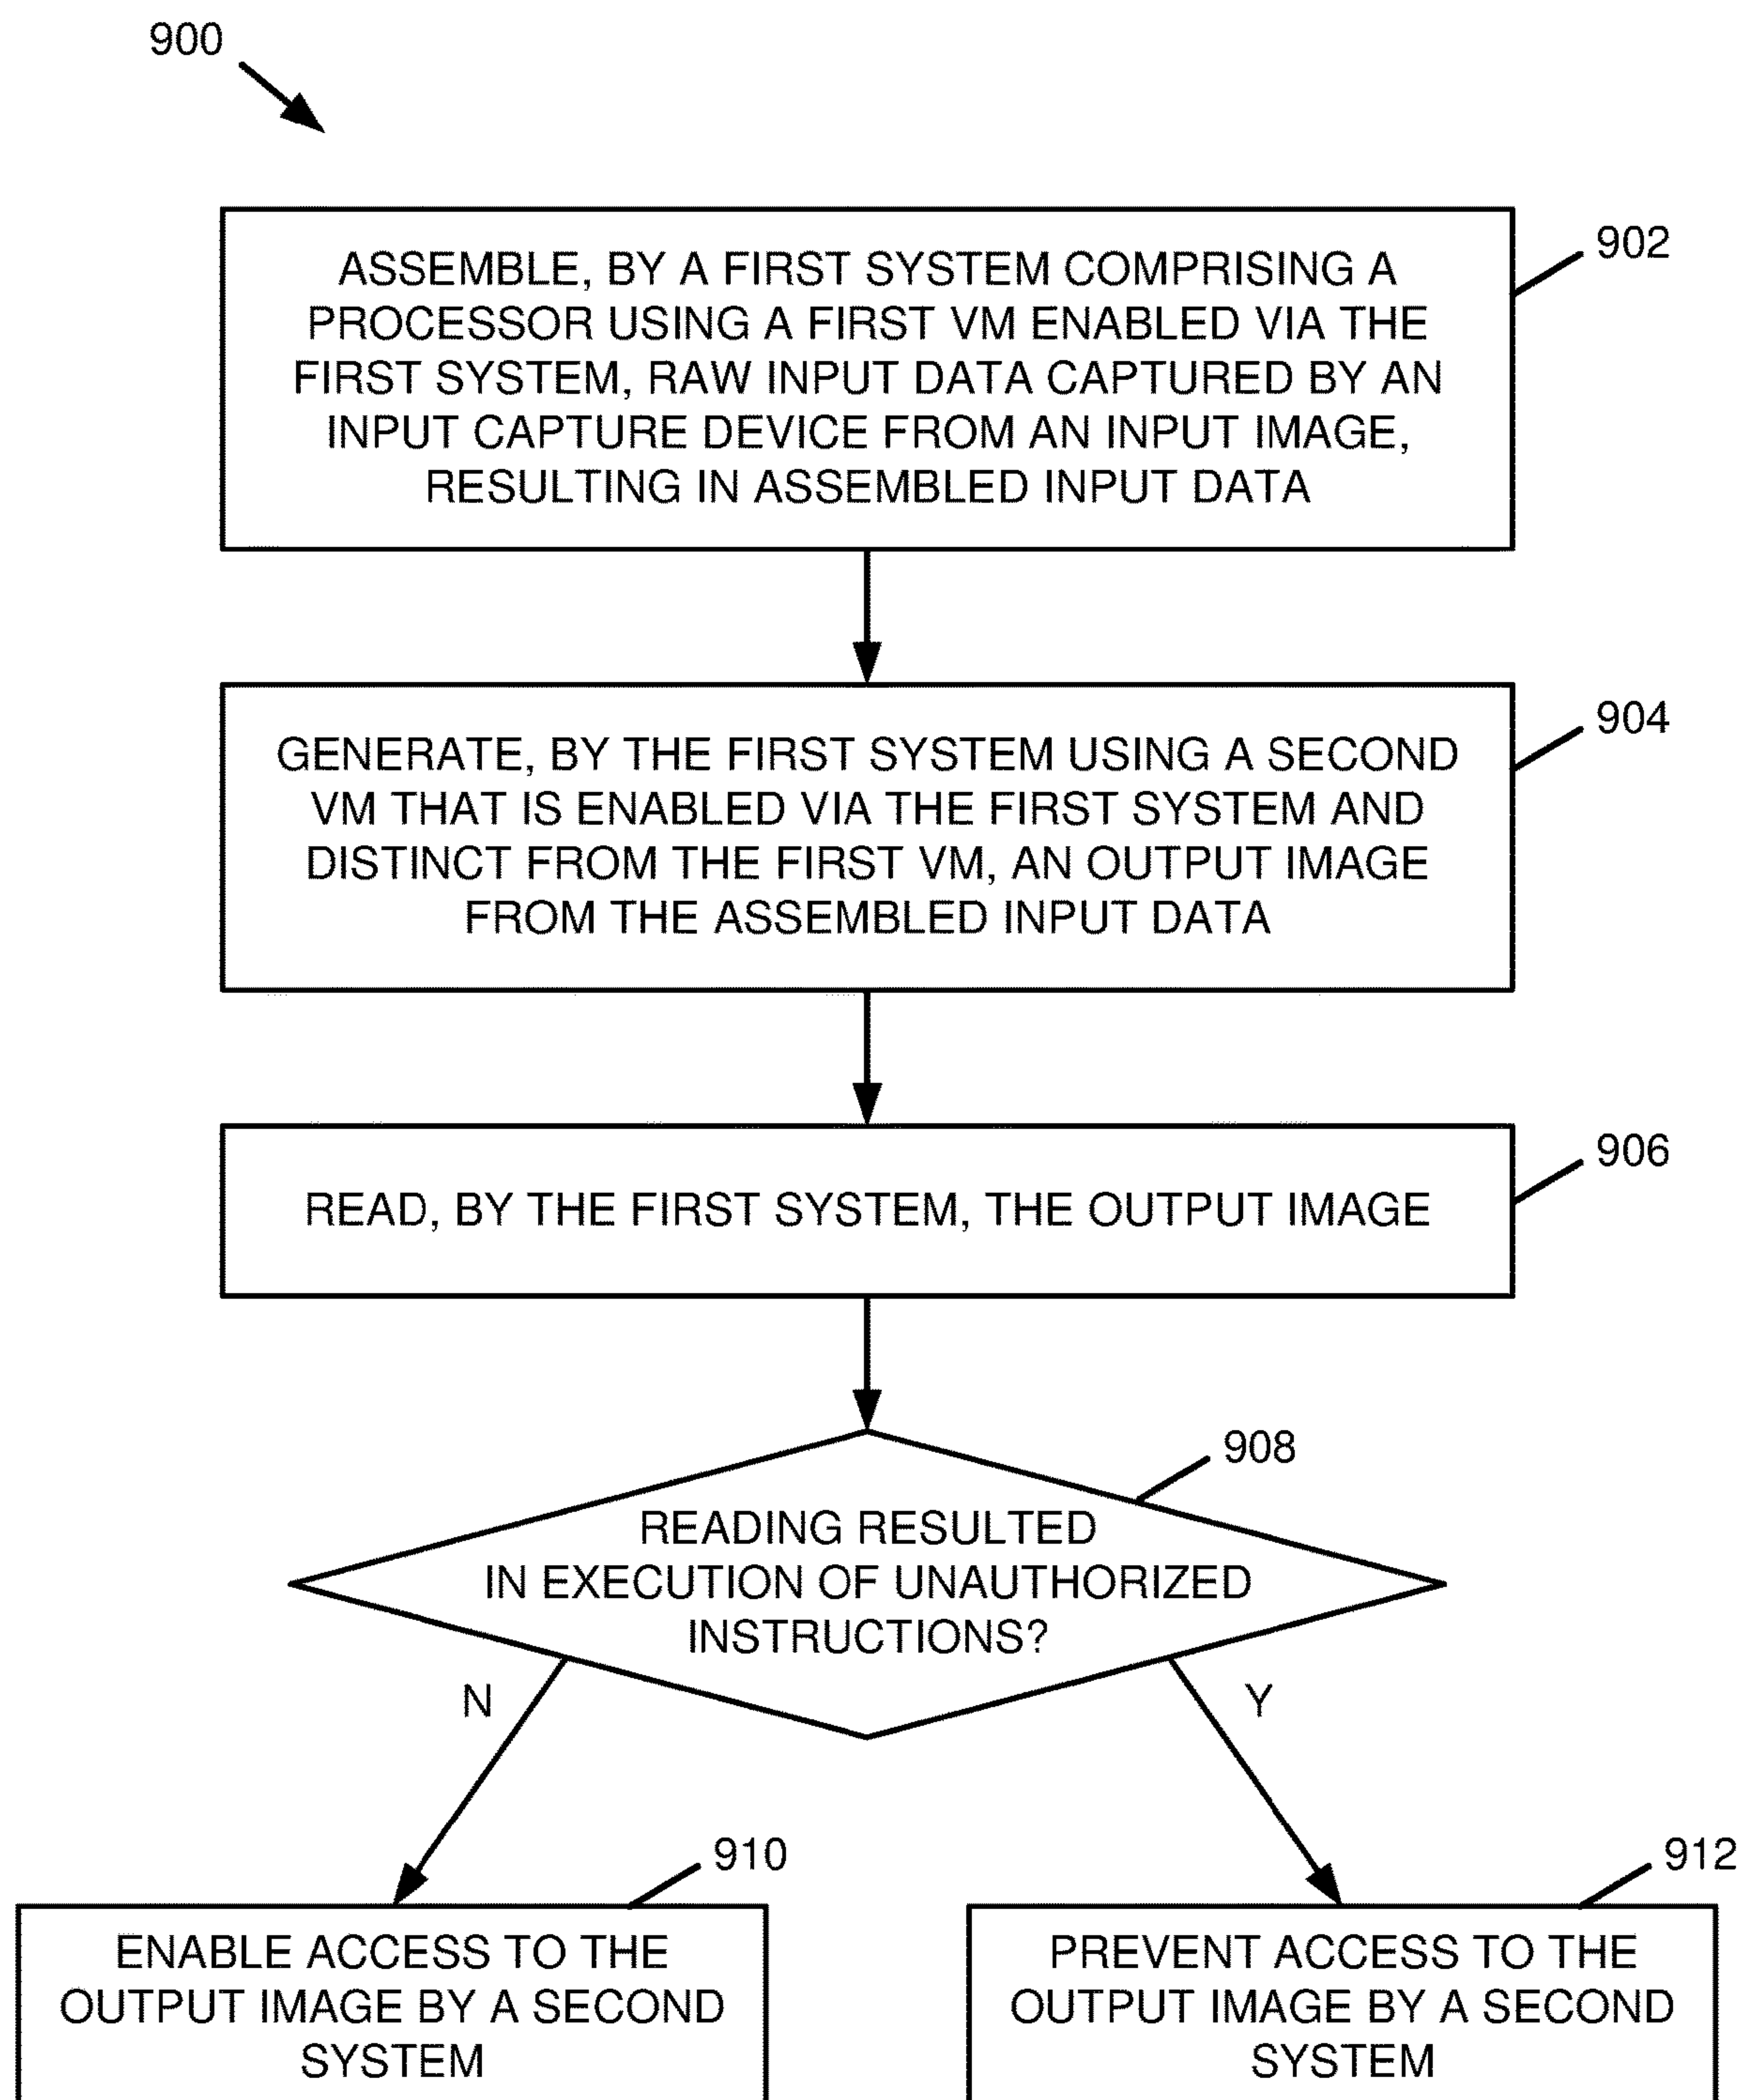 900
902
ASSEMBLE, BY A FIRST SYSTEM COMPRISING A
PROCESSOR USING A FIRST VM ENABLED VIA THE
FIRST SYSTEM, RAW INPUT DATA CAPTURED BY AN
INPUT CAPTURE DEVICE FROM AN INPUT IMAGE,
RESULTING IN ASSEMBLED INPUT DATA
904
GENERATE, BY THE FIRST SYSTEM USING A SECOND
VM THAT IS ENABLED VIA THE FIRST SYSTEM AND
DISTINCT FROM THE FIRST VM, AN OUTPUT IMAGE
FROM THE ASSEMBLED INPUT DATA
906
READ, BY THE FIRST SYSTEM, THE OUTPUT IMAGE
908
READING RESULTED
IN EXECUTION OF UNAUTHORIZED
INSTRUCTIONS?
N
Y
910
ENABLE ACCESS TO THE
OUTPUT IMAGE BY A SECOND
SYSTEM
912
PREVENT ACCESS TO THE
OUTPUT IMAGE BY A SECOND
SYSTEM